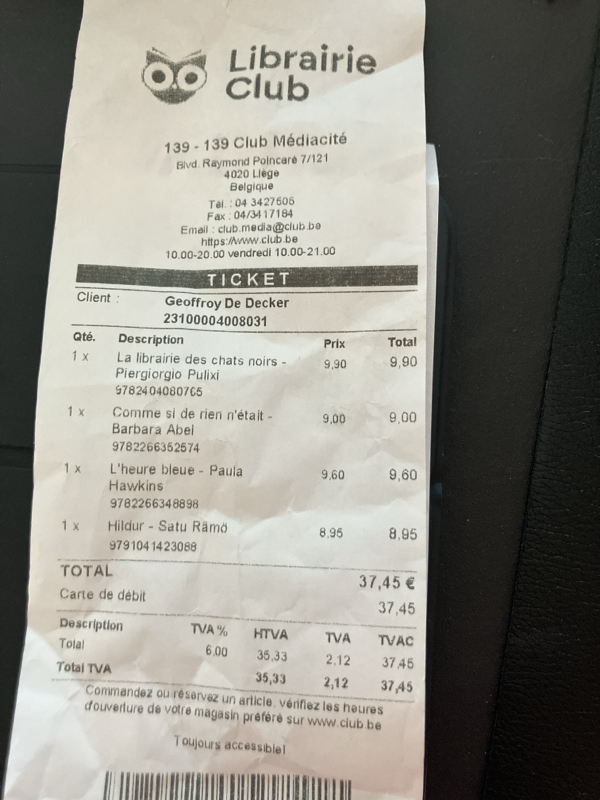 Librairie
Club
139 - 139 Club Médiacité
Blvd. Raymond Poincaré 7/121
4020 Liège
Belgique
Tél. : 04 3427606
Fax : 04/3417184
Email : club.media@club.be
https://www.club.be
10.00-20.00 vendredi 10.00-21.00
TICKET
Client : Geoffroy De Decker
23100004008031
Qté. Description Prix Total
1 x La librairie des chats noirs - 9,90 9,90
Piergiorgio Pulixi
9782404080765
1 x Comme si de rien n'était - 9,00 9,00
Barbara Abel
9782266352574
1 x L'heure bleue - Paula 9,60 9,60
Hawkins
9782266348898
1 x Hildur - Satu Rämö 8,95 8,95
9791041423088
TOTAL 37,45 €
Carte de débit 37,45
Description TVA % HTVA TVA TVAC
Total 6.00 35,33 2,12 37,45
Total TVA 35,33 2,12 37,45
Commandez ou réservez un article, vérifiez les heures
d'ouverture de votre magasin préféré sur www.club.be
Toujours accessible!